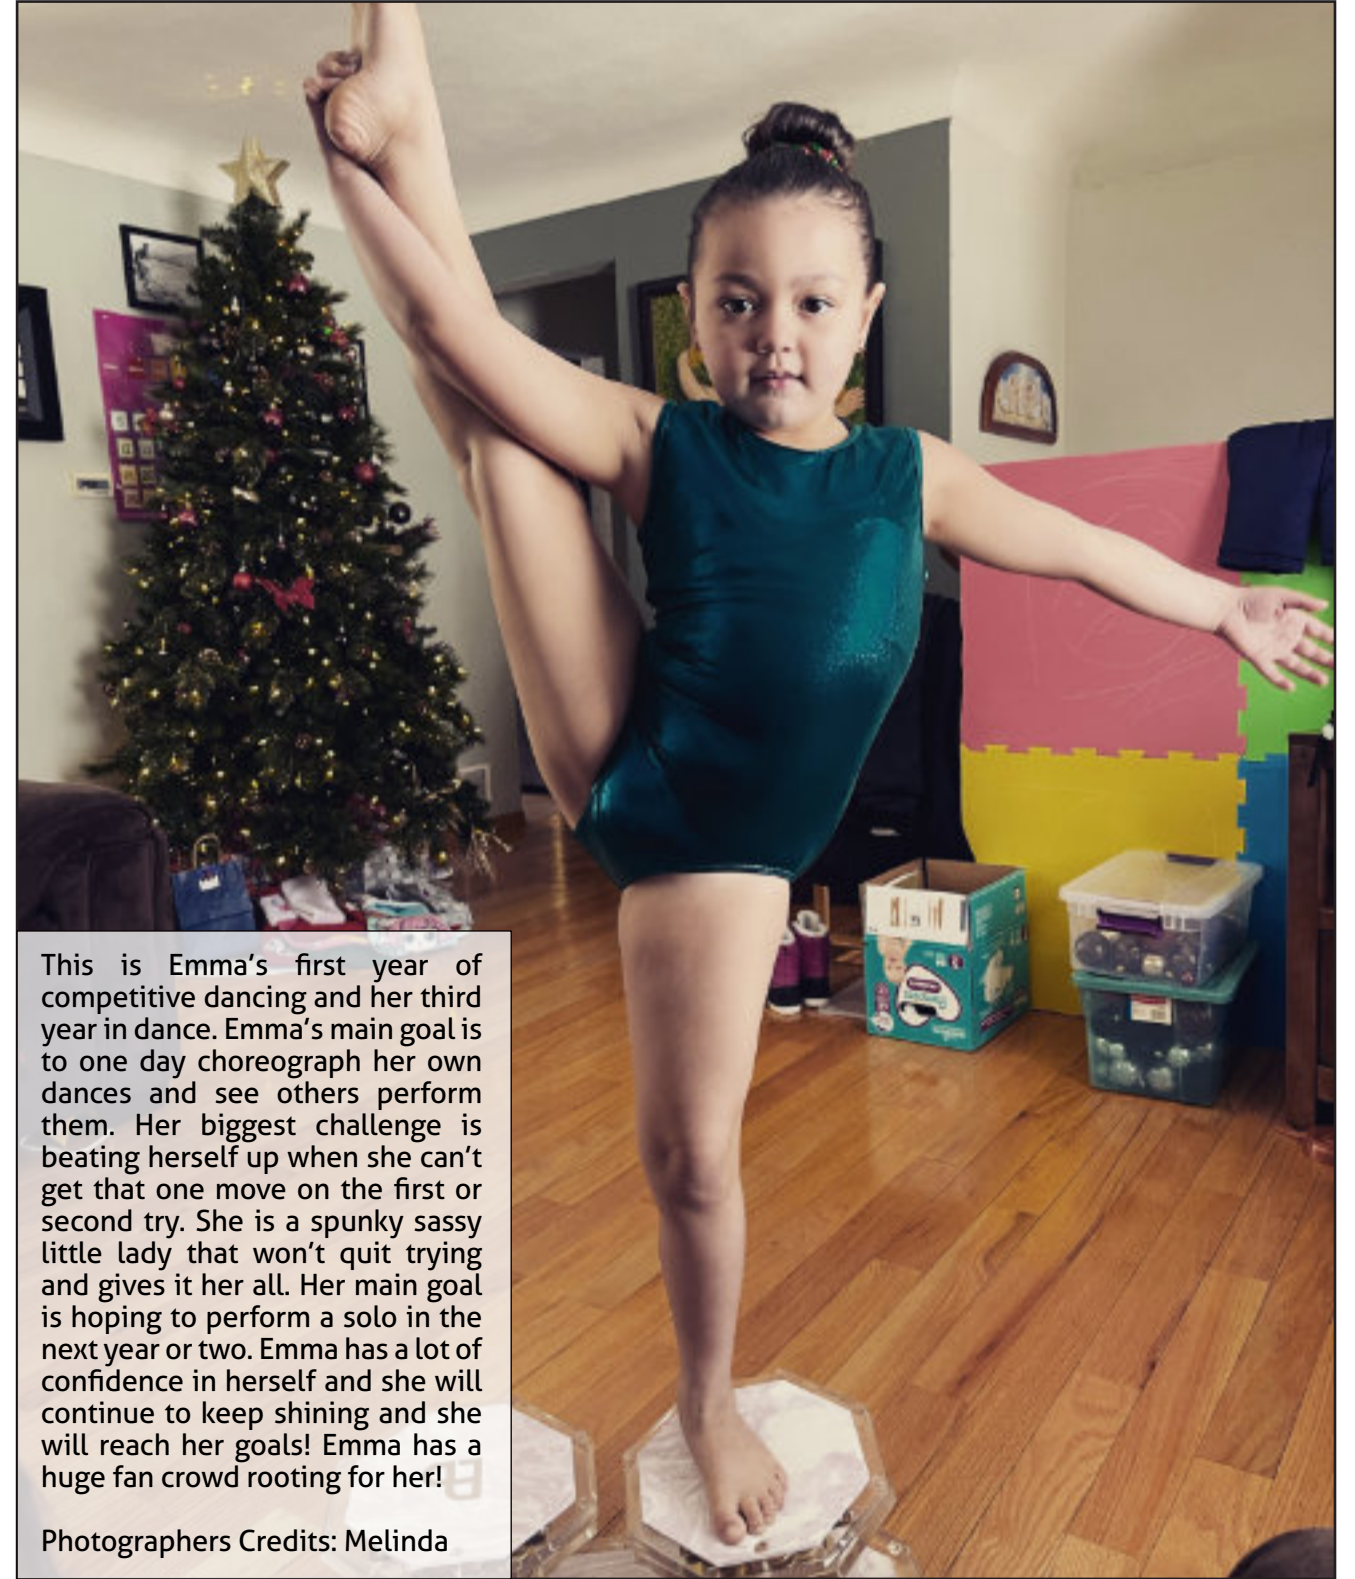 This is Emma’s first year of
competitive dancing and her third
year in dance. Emma’s main goal is
to one day choreograph her own
dances and see others perform
them. Her biggest challenge is
beating herself up when she can’t
get that one move on the first or
second try. She is a spunky sassy
little lady that won’t quit trying
and gives it her all. Her main goal
is hoping to perform a solo in the
next year or two. Emma has a lot of
confidence in herself and she will
continue to keep shining and she
will reach her goals! Emma has a
huge fan crowd rooting for her!
Photographers Credits: Melinda